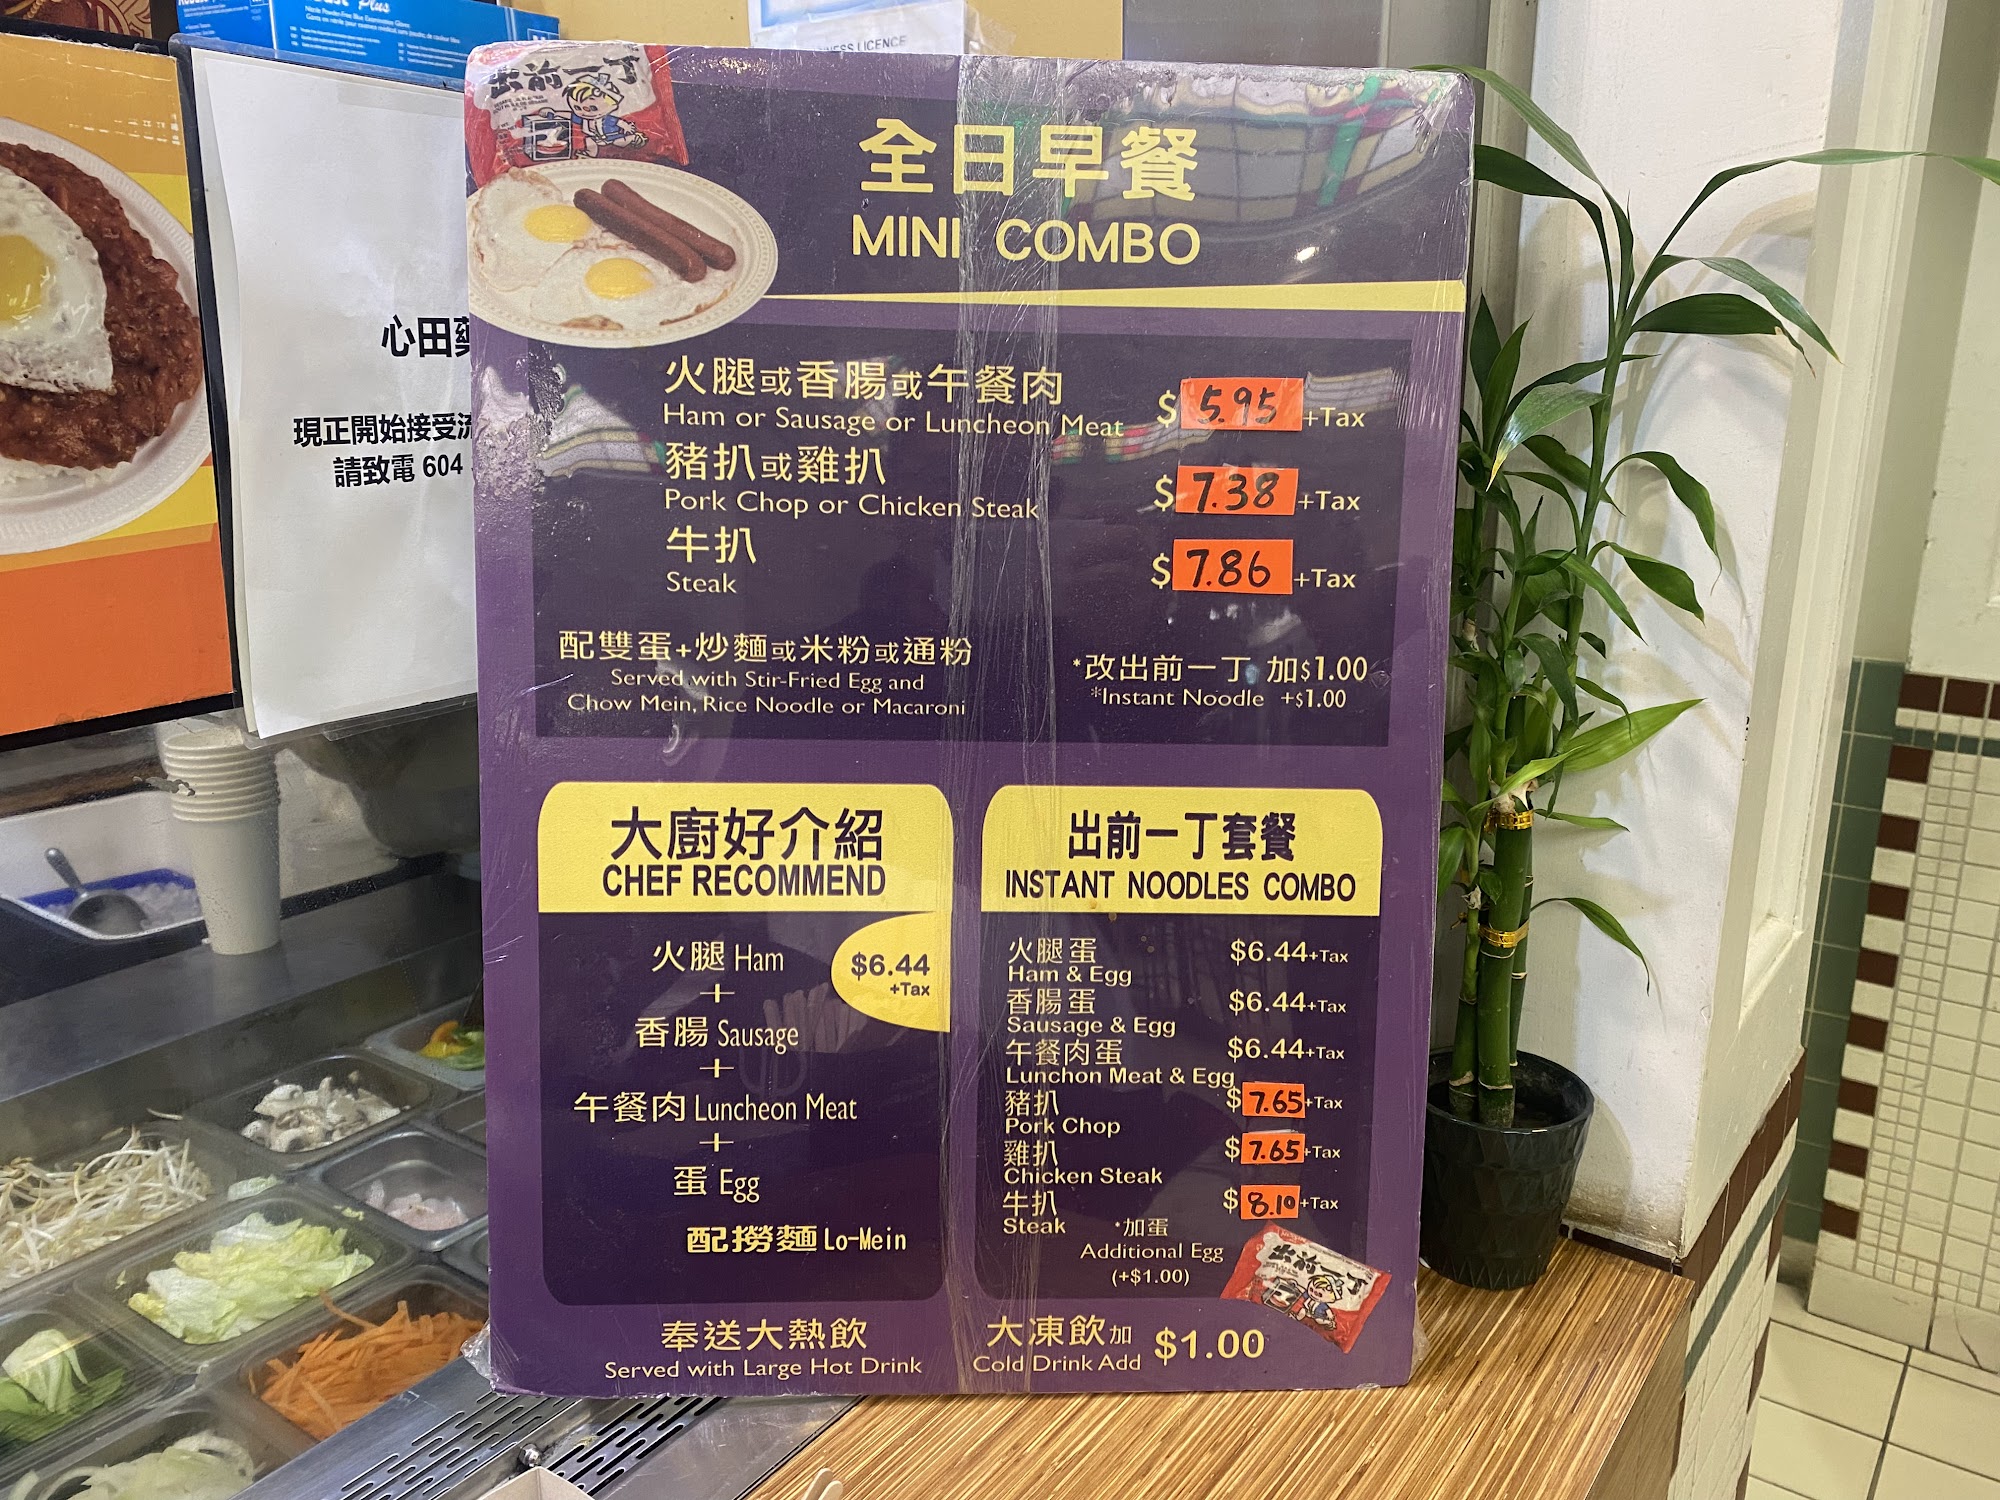 Plus
NESS LICENCE
心田
現正開始接受流
請致電 604
出前一丁
全日早餐
MINI COMBO
火腿或香腸或午餐肉
Ham or Sausage or Luncheon Meat
$ 5.95 +Tax
豬扒或雞扒
Pork Chop or Chicken Steak
$ 7.38 +Tax
牛扒
Steak
$ 7.86 +Tax
配雙蛋+炒麵或米粉或通粉
Served with Stir-Fried Egg and
Chow Mein, Rice Noodle or Macaroni
*改出前一丁 加$1.00
*Instant Noodle +$1.00
大廚好介紹
CHEF RECOMMEND
火腿 Ham
+
香腸 Sausage
+
午餐肉 Luncheon Meat
+
蛋 Egg
配撈麵 Lo-Mein
$6.44
+Tax
出前一丁套餐
INSTANT NOODLES COMBO
火腿蛋 $6.44+Tax
Ham & Egg
香腸蛋 $6.44+Tax
Sausage & Egg
午餐肉蛋 $6.44+Tax
Lunchon Meat & Egg
豬扒 $ 7.65 +Tax
Pork Chop
雞扒 $ 7.65 +Tax
Chicken Steak
牛扒 $ 8.10 +Tax
Steak
*加蛋
Additional Egg
(+$1.00)
出前一丁
奉送大熱飲
Served with Large Hot Drink
大凍飲加 $1.00
Cold Drink Add